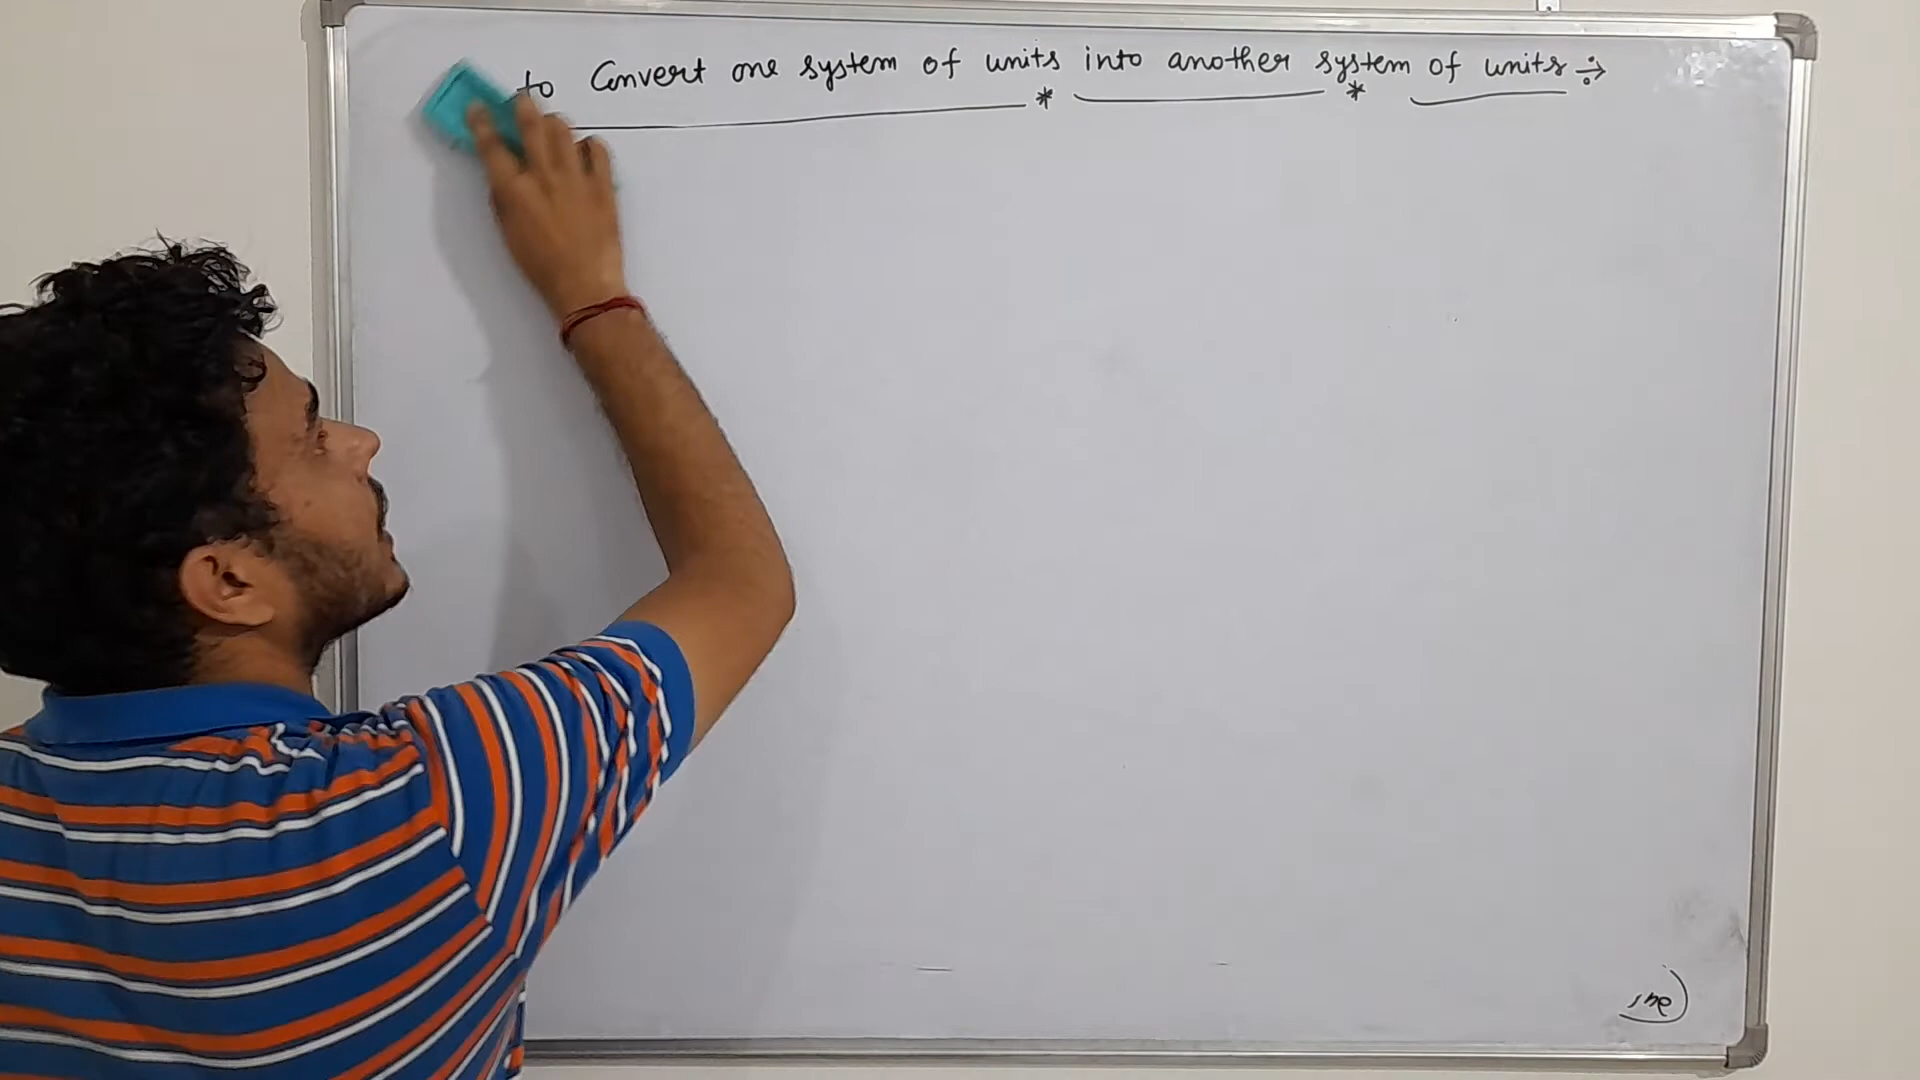 to Convert one system of units into another system of units ÷→
* *